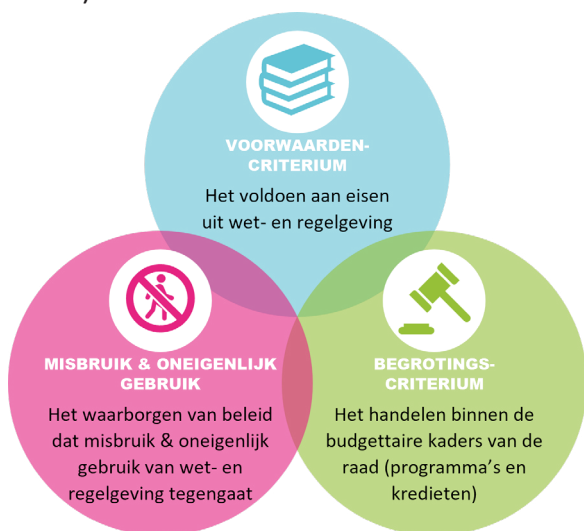 VOORWAARDEN-
CRITERIUM
Het voldoen aan eisen
uit wet- en regelgeving
MISBRUIK & ONEIGENLIJK
GEBRUIK
Het waarborgen van beleid
dat misbruik & oneigenlijk
gebruik van wet- en
regelgeving tegengaat
BEGROTINGS-
CRITERIUM
Het handelen binnen de
budgettaire kaders van de
raad (programma's en
kredieten)